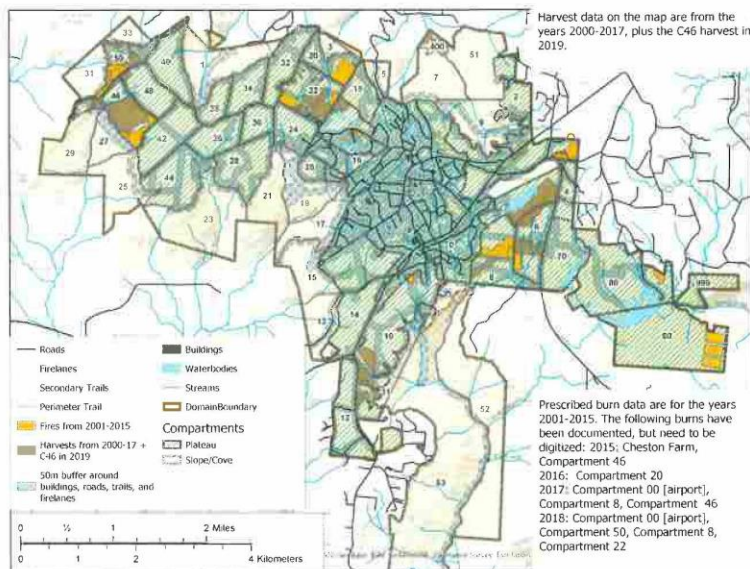 Harvest data on the map are from the
years 2000-2017, plus the C46 harvest in
2019.
33
31
50
49
1
32
30
3
5
400
51
7
2
46
48
34
22
19
27
42
35
36
24
9
29
44
28
26
16
25
23
21
18
17
4
6
70
80
999
60
8
15
14
13
10
11
12
52
53
Roads
Firelanes
Secondary Trails
Perimeter Trail
Fires from 2001-2015
Harvests from 2000-17 +
C46 in 2019
50m buffer around
buildings, roads, trails, and
firelanes
Buildings
Waterbodies
Streams
DomainBoundary
Compartments
Plateau
Slope/Cove
0 ½ 1 2 Miles
0 1 2 4 Kilometers
Prescribed burn data are for the years
2001-2015. The following burns have
been documented, but need to be
digitized: 2015: Cheston Farm,
Compartment 46
2016: Compartment 20
2017: Compartment 00 [airport],
Compartment 8, Compartment 46
2018: Compartment 00 [airport],
Compartment 50, Compartment 8,
Compartment 22